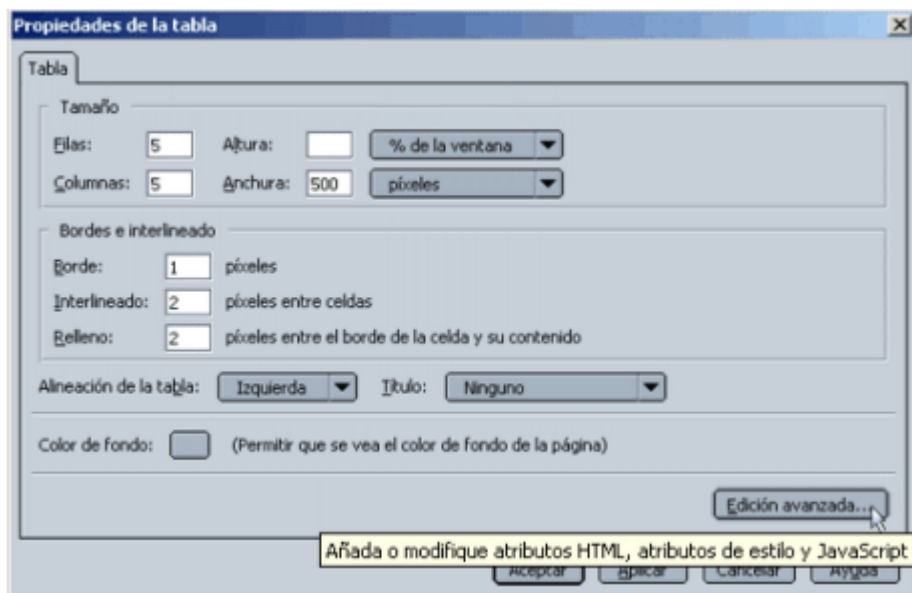 Propiedades de la tabla
Tabla
Tamaño
Filas: 5 Altura: % de la ventana
Columnas: 5 Anchura: 500 píxeles
Bordes e interlineado
Borde: 1 píxeles
Interlineado: 2 píxeles entre celdas
Relleno: 2 píxeles entre el borde de la celda y su contenido
Alineación de la tabla: Izquierda Título: Ninguno
Color de fondo: (Permitir que se vea el color de fondo de la página)
Edición avanzada...
Añada o modifique atributos HTML, atributos de estilo y JavaScript
Aceptar Aplicar Cancelar Ayuda